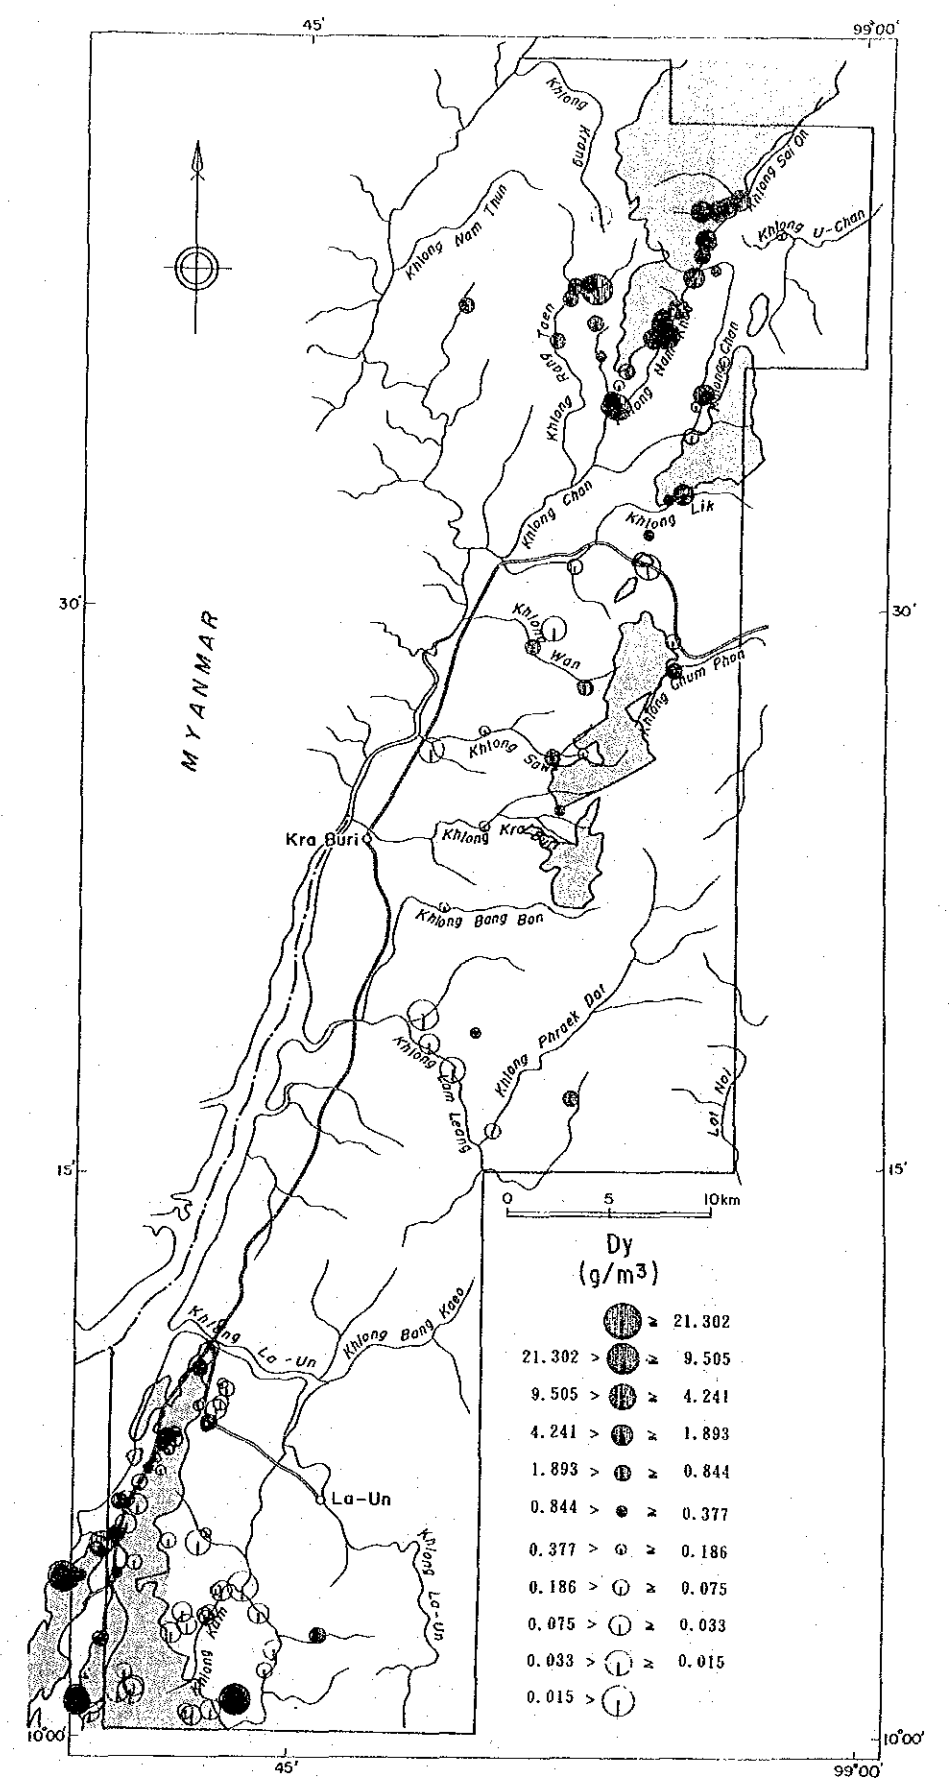 45'
99°00'
Khlong
Krang
Khlong Sai On
Khlong Nam Thun
Khlong
U-Chan
Khlong Rang Taen
Khlong Chan
Khlong
Lik
30'
30'
Khlong
Wan
MYANMAR
Khlong Chum Phon
Khlong Sawi
Kra Buri
Khlong Kra Buri
Khlong Bang Bon
Khlong Phraek Dat
Khlong
Ram Leang
Lat Noi
15'
15'
0 5 10km
Dy
(g/m³)
≥ 21.302
21.302 > ≥ 9.505
9.505 > ≥ 4.241
4.241 > ≥ 1.893
1.893 > ≥ 0.844
0.844 > ≥ 0.377
0.377 > ≥ 0.186
0.186 > ≥ 0.075
0.075 > ≥ 0.033
0.033 > ≥ 0.015
0.015 >
Khlong
La-Un
Khlong Bang Kaeo
La-Un
Khlong La-Un
Khlong Kam
10°00'
10°00'
45'
99°00'